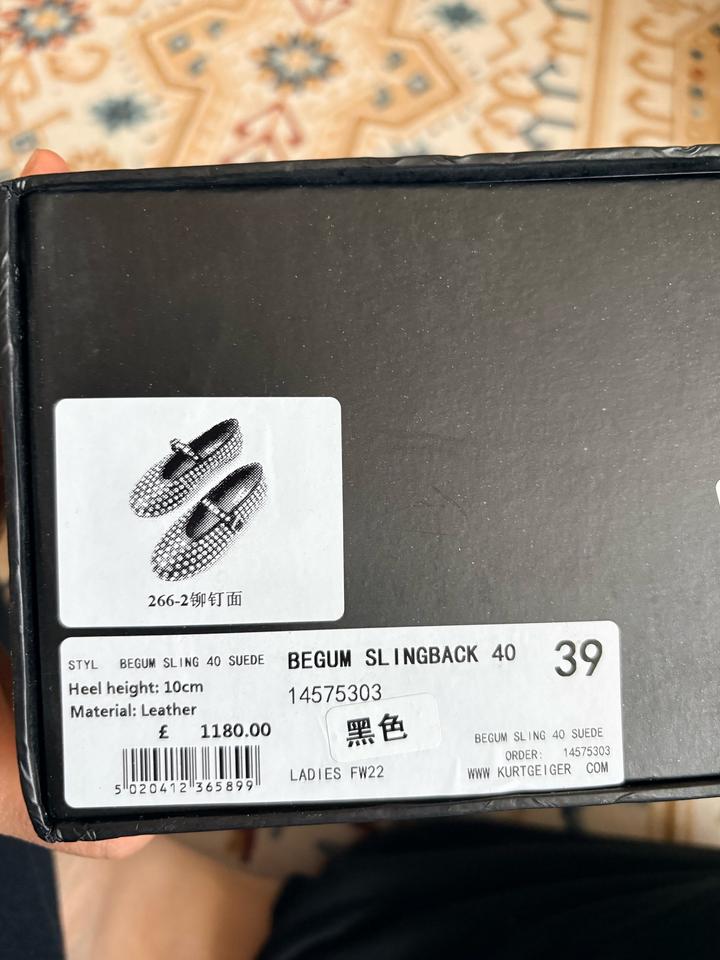 266-2铆钉面
STYL BEGUM SLING 40 SUEDE
Heel height: 10cm
Material: Leather
£ 1180.00
5 020412 365899
BEGUM SLINGBACK 40
39
14575303
黑色
LADIES FW22
BEGUM SLING 40 SUEDE
ORDER: 14575303
WWW KURTGEIGER COM